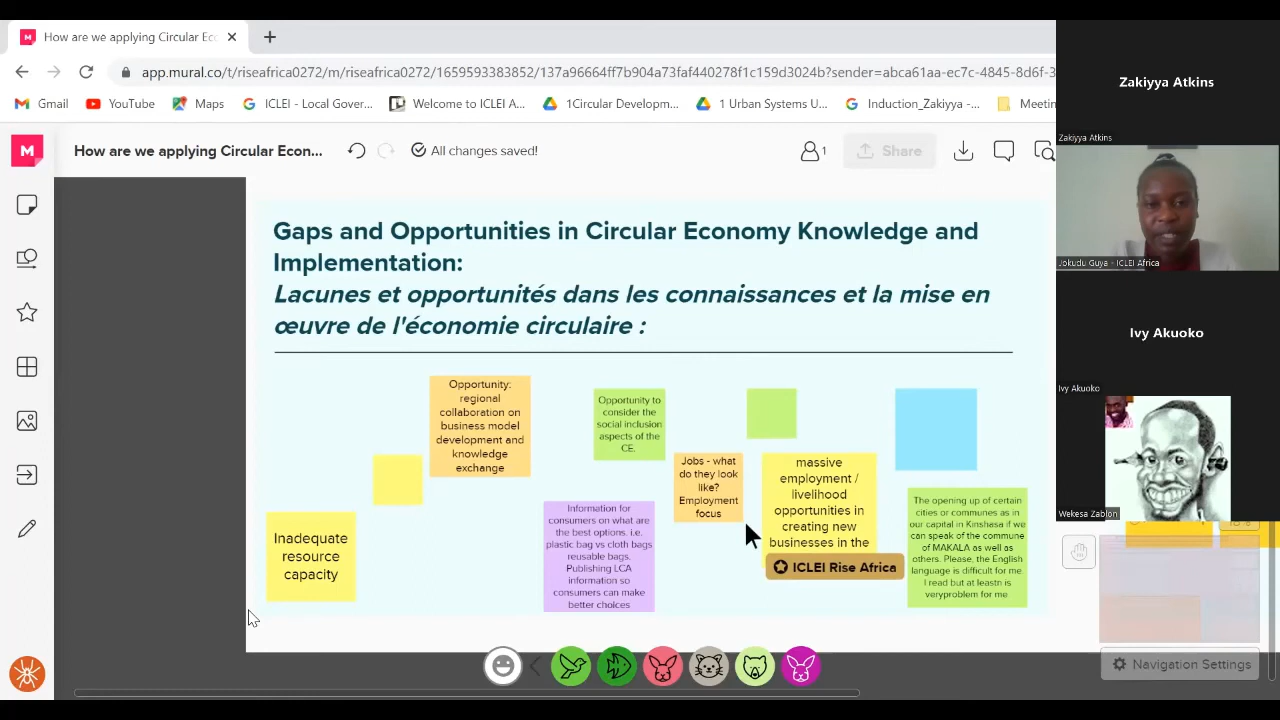 How are we applying Circular Ec
app.mural.co/t/riseafrica0272/m/riseafrica0272/1659593383852/137a96664ff7b904a73faf440278f1c159d3024b?sender=abca61aa-ec7c-4845-8d6f-3
Gmail
YouTube
Maps
ICLEI - Local Gover...
Welcome to ICLEI A...
1Circular Developm...
1 Urban Systems U...
Induction_Zakiyya -...
Meetin
M
How are we applying Circular Econ...
All changes saved!
1
Share
Gaps and Opportunities in Circular Economy Knowledge and
Implementation:
Lacunes et opportunités dans les connaissances et la mise en
œuvre de l'économie circulaire :
Opportunity:
regional
collaboration on
business model
development and
knowledge
exchange
Opportunity to
consider the
social inclusion
aspects of the
CE.
Jobs - what
do they look
like?
Employment
focus
massive
employment /
livelihood
opportunities in
creating new
businesses in the
ICLEI Rise Africa
Inadequate
resource
capacity
Information for
consumers on what are
the best options. i.e.
plastic bag vs cloth bags
reusable bags.
Publishing LCA
information so
consumers can make
better choices
The opening up of certain
cities or communes as in
our capital in Kinshasa if we
can speak of the commune
of MAKALA as well as
others. Please, the English
language is difficult for me.
I read but at leastn is
veryproblem for me
Navigation Settings
Zakiyya Atkins
Zakiyya Atkins
Jokudu Guya - ICLEI Africa
Ivy Akuoko
Ivy Akuoko
Wekesa Zablon